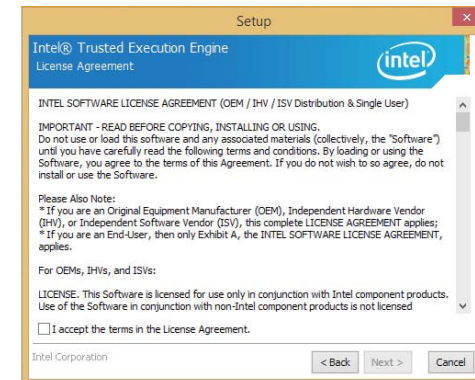 Setup
Intel® Trusted Execution Engine
License Agreement
intel
INTEL SOFTWARE LICENSE AGREEMENT (OEM / IHV / ISV Distribution & Single User)
IMPORTANT - READ BEFORE COPYING, INSTALLING OR USING.
Do not use or load this software and any associated materials (collectively, the "Software")
until you have carefully read the following terms and conditions. By loading or using the
Software, you agree to the terms of this Agreement. If you do not wish to so agree, do not
install or use the Software.
Please Also Note:
* If you are an Original Equipment Manufacturer (OEM), Independent Hardware Vendor
(IHV), or Independent Software Vendor (ISV), this complete LICENSE AGREEMENT applies;
* If you are an End-User, then only Exhibit A, the INTEL SOFTWARE LICENSE AGREEMENT,
applies.
For OEMs, IHVs, and ISVs:
LICENSE. This Software is licensed for use only in conjunction with Intel component products.
Use of the Software in conjunction with non-Intel component products is not licensed
I accept the terms in the License Agreement.
Intel Corporation
< Back
Next >
Cancel